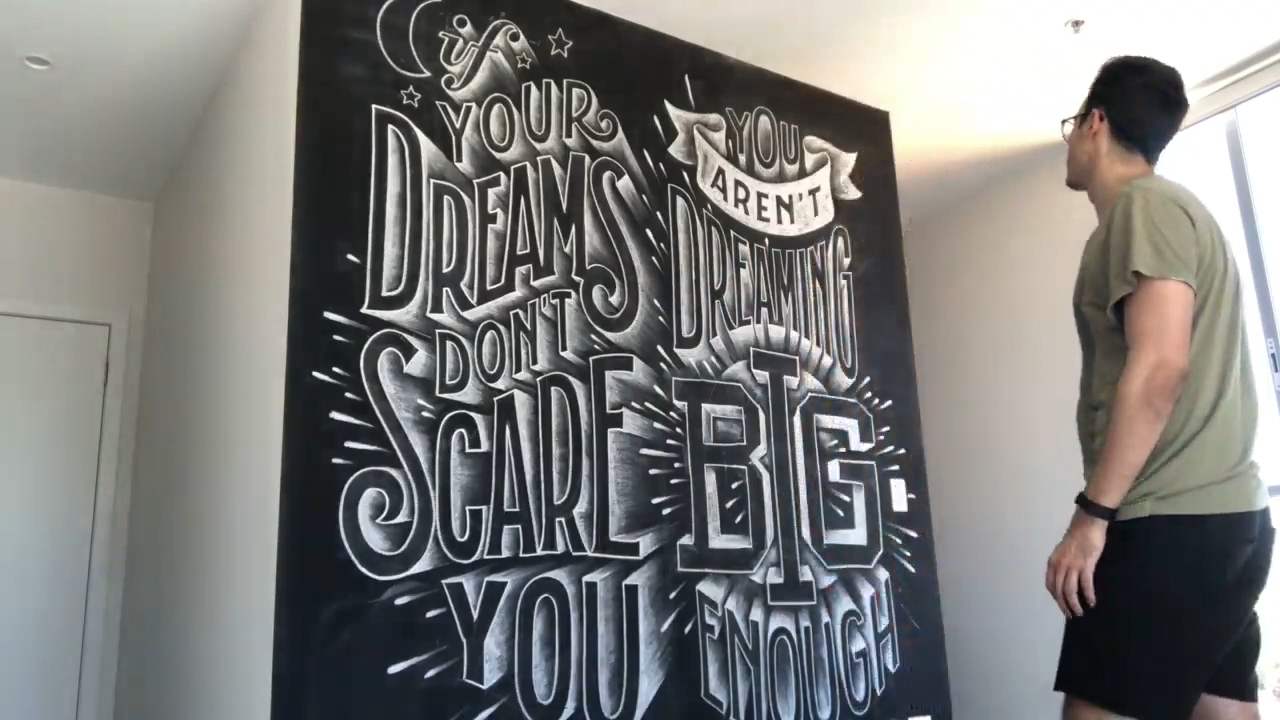 if
YOUR
DREAMS
DON'T
SCARE
YOU
YOU
AREN'T
DREAMING
BIG
ENOUGH